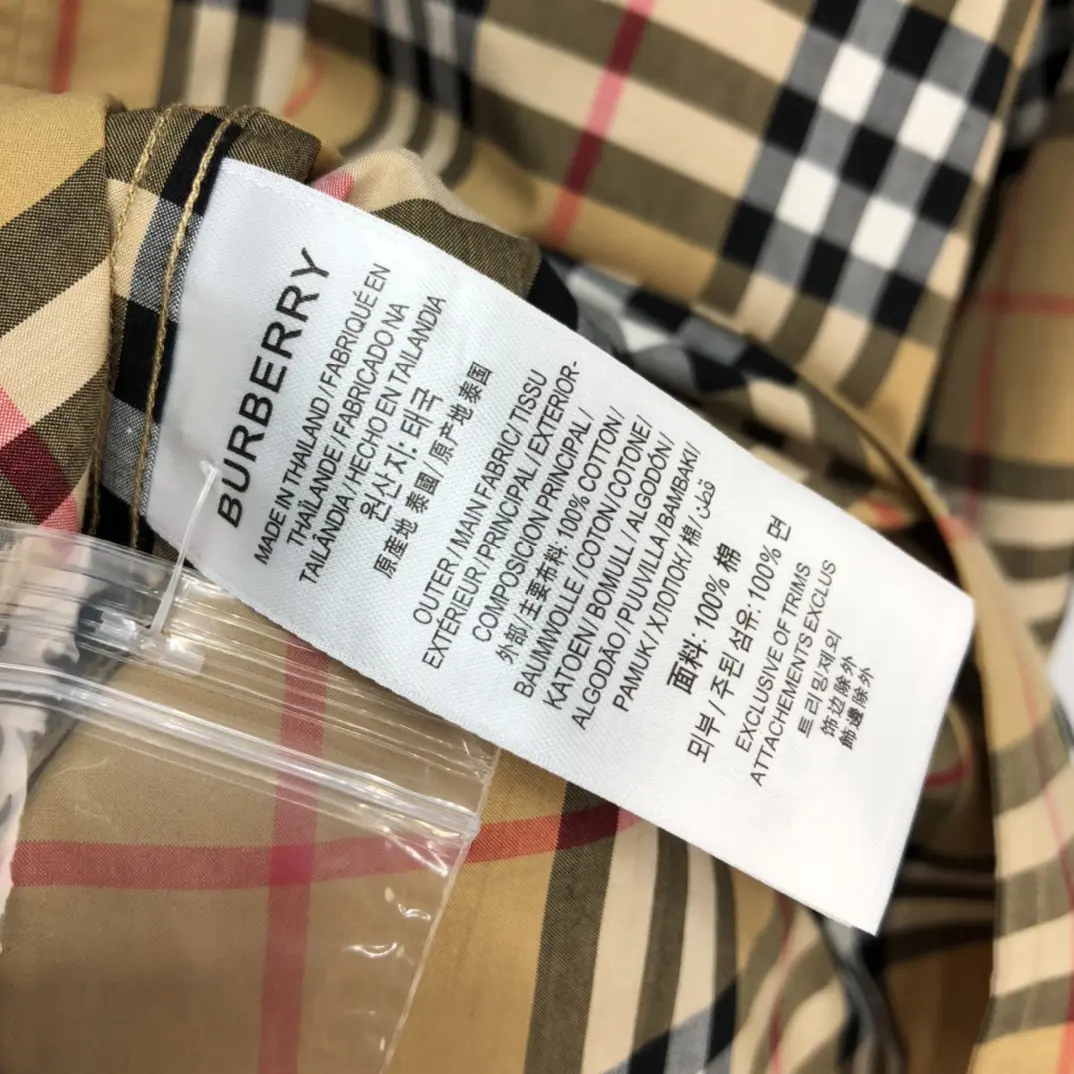 BURBERRY
MADE IN THAILAND / FABRIQUÉ EN
THAÏLANDE / FABRICADO NA
TAILÂNDIA / HECHO EN TAILANDIA
원산지: 태국
原產地 泰國 / 原产地 泰国
OUTER / MAIN FABRIC / TISSU
EXTÉRIEUR / PRINCIPAL / EXTERIOR-
COMPOSICION PRINCIPAL /
外部 / 主要布料: 100% COTTON /
BAUMWOLLE / COTON / COTONE /
KATOEN / BOMULL / ALGODÓN /
ALGODÃO / PUUVILLA / BAMBAKI /
PAMUK / ХЛОПОК / 棉 / قطن
面料: 100% 棉
외부 / 주된 섬유: 100% 면
EXCLUSIVE OF TRIMS
ATTACHEMENTS EXCLUS
트리밍제외
饰边除外
飾邊除外